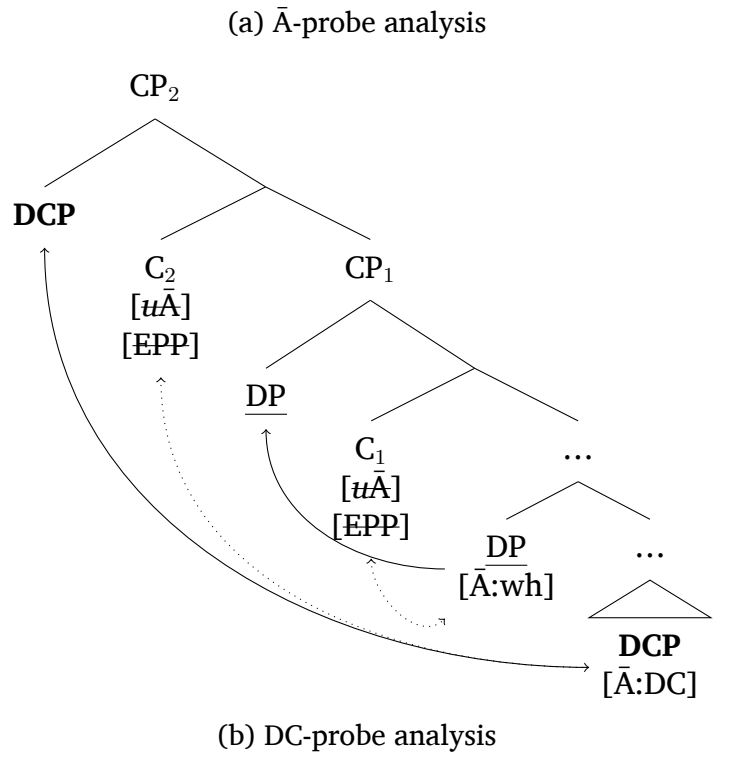 (a) Ā-probe analysis
CP₂
DCP
C₂
CP₁
[uĀ]
[EPP]
DP
C₁
...
[uĀ]
[EPP]
DP
...
[Ā:wh]
DCP
[Ā:DC]
(b) DC-probe analysis